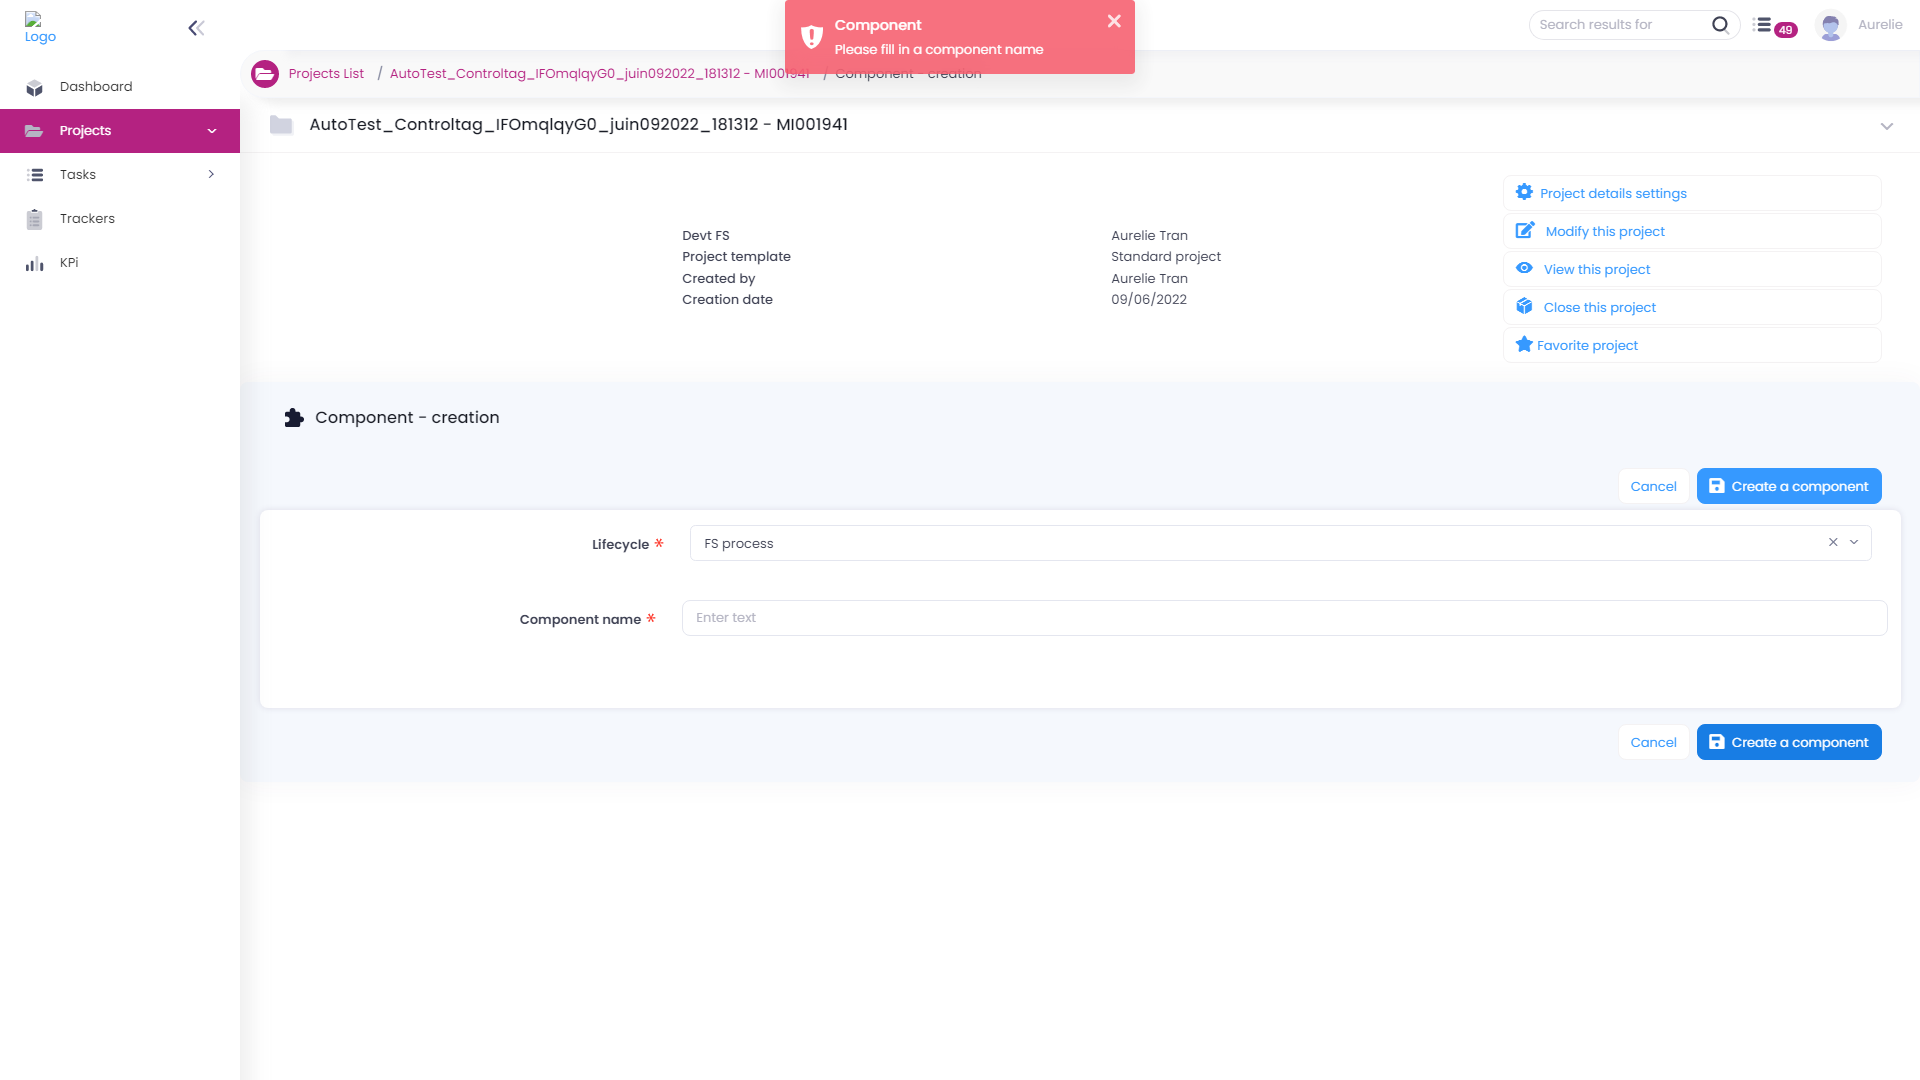 Logo
Component
Please fill in a component name
Search results for
49
Aurelie
Projects List / AutoTest_Controltag_IFOmqlqyG0_juin092022_181312 - MI001941 / Component - creation
Dashboard
Projects
Tasks
Trackers
KPi
AutoTest_Controltag_IFOmqlqyG0_juin092022_181312 - MI001941
Devt FS Aurelie Tran
Project template Standard project
Created by Aurelie Tran
Creation date 09/06/2022
Project details settings
Modify this project
View this project
Close this project
Favorite project
Component - creation
Cancel Create a component
Lifecycle * FS process
Component name * Enter text
Cancel Create a component